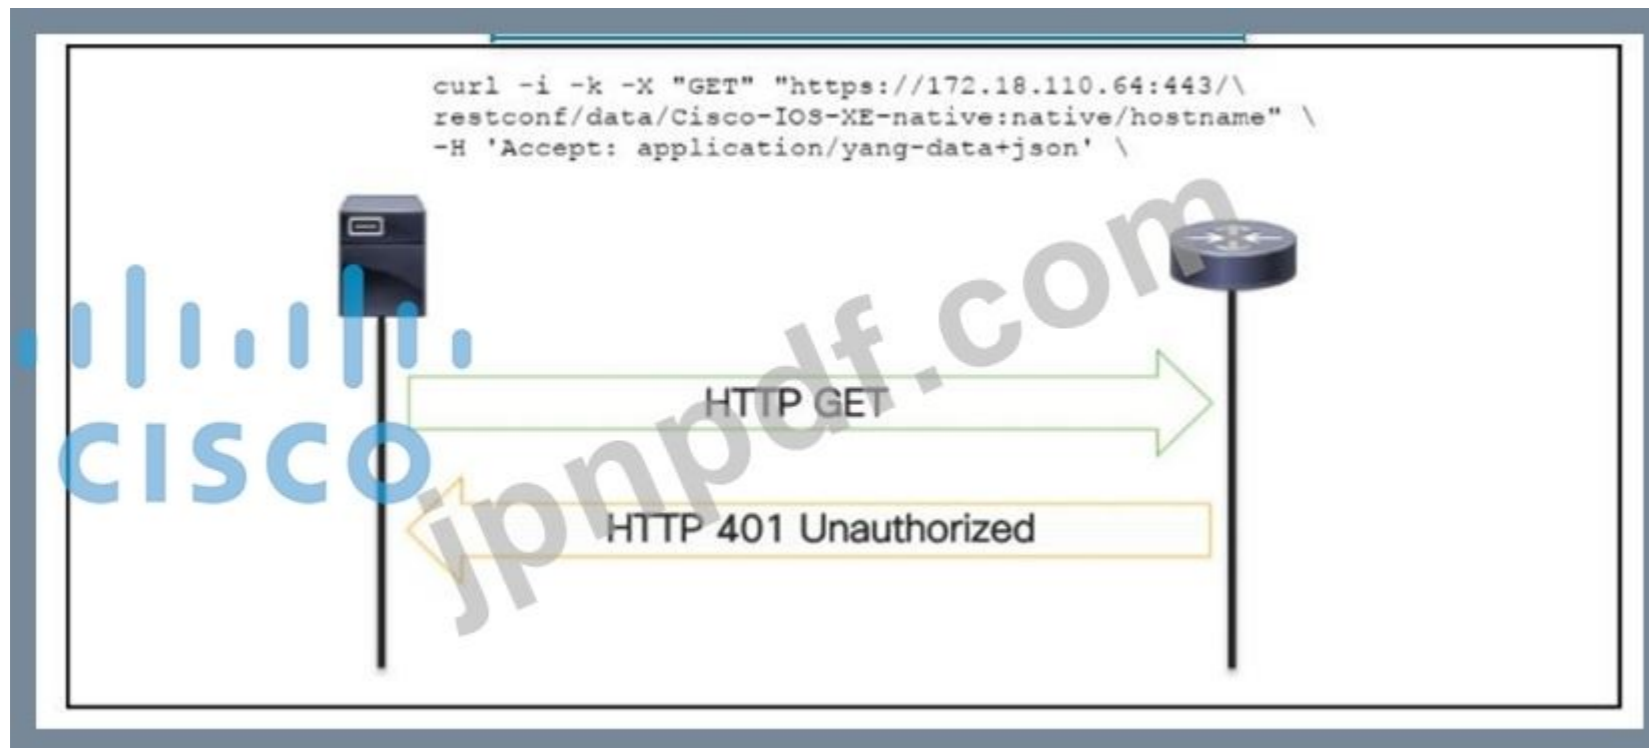 curl -i -k -X "GET" "https://172.18.110.64:443/\
restconf/data/Cisco-IOS-XE-native:native/hostname" \
-H 'Accept: application/yang-data+json' \
HTTP GET
CISCO
HTTP 401 Unauthorized
jpnpdf.com